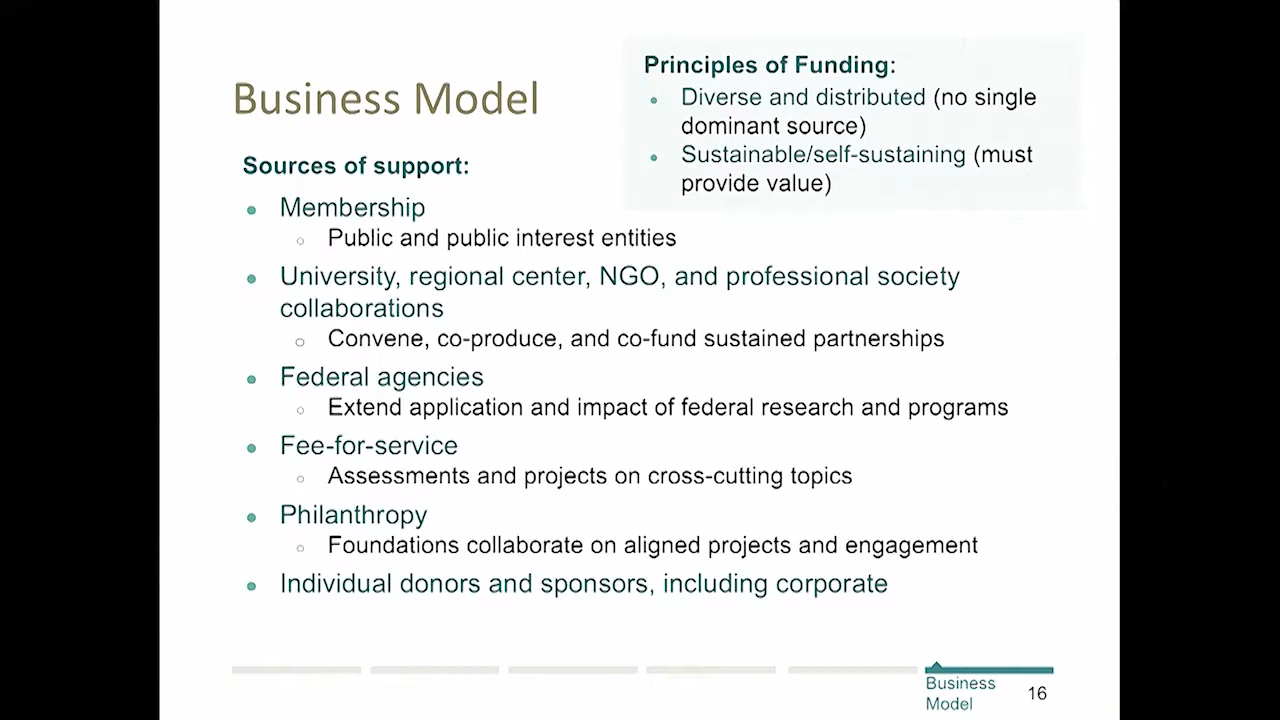 Business Model
Principles of Funding:
Diverse and distributed (no single
dominant source)
Sustainable/self-sustaining (must
provide value)
Sources of support:
Membership
Public and public interest entities
University, regional center, NGO, and professional society
collaborations
Convene, co-produce, and co-fund sustained partnerships
Federal agencies
Extend application and impact of federal research and programs
Fee-for-service
Assessments and projects on cross-cutting topics
Philanthropy
Foundations collaborate on aligned projects and engagement
Individual donors and sponsors, including corporate
Business
Model
16